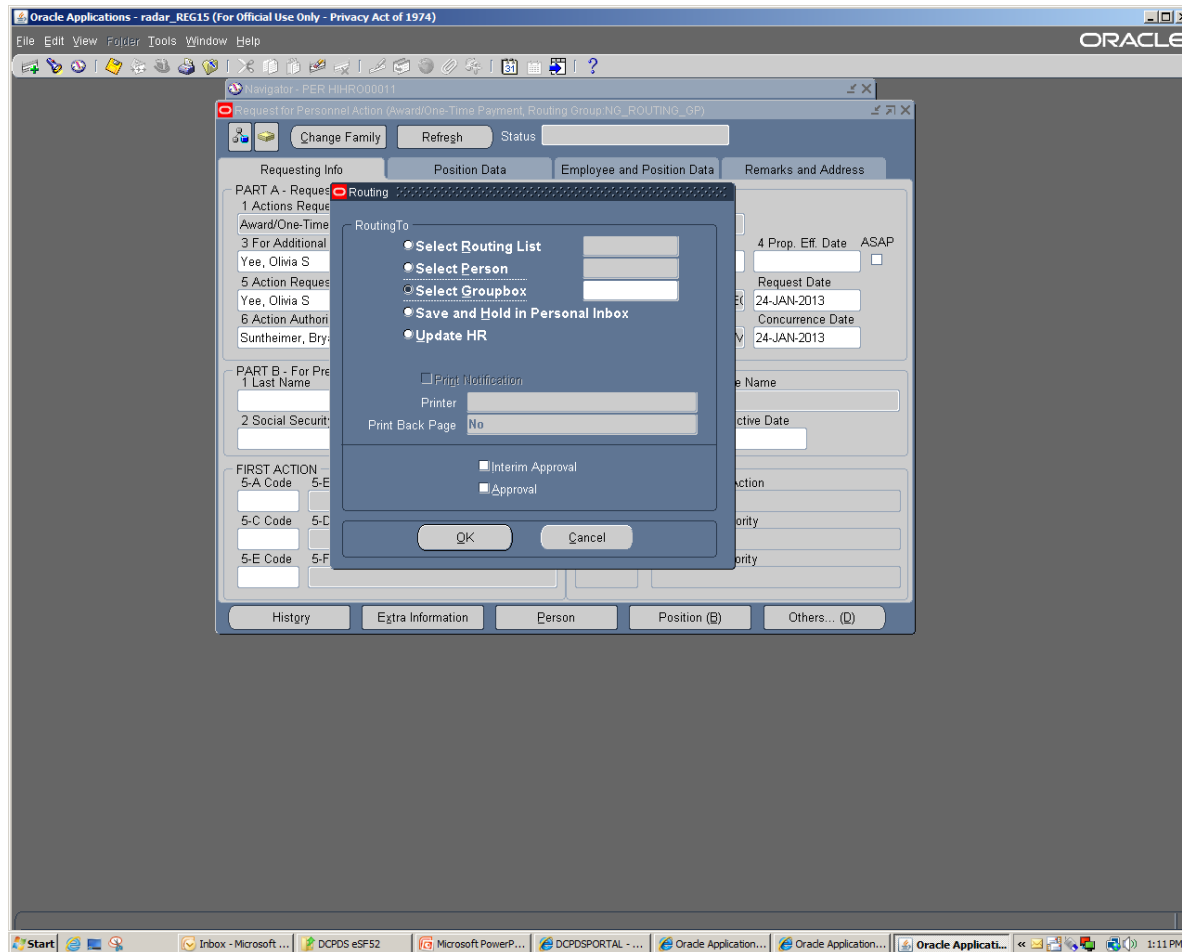 Oracle Applications - radar_REG15 (For Official Use Only - Privacy Act of 1974)
File Edit View Folder Tools Window Help
ORACLE
Navigator - PER HIHRO00011
Request for Personnel Action (Award/One-Time Payment, Routing Group:NG_ROUTING_GP)
Change Family Refresh Status
Requesting Info Position Data Employee and Position Data Remarks and Address
PART A - Reques
1 Actions Reque
Award/One-Time
3 For Additional 4 Prop. Eff. Date ASAP
Yee, Olivia S
5 Action Reques Request Date
Yee, Olivia S 24-JAN-2013
6 Action Authori Concurrence Date
Suntheimer, Bry 24-JAN-2013
PART B - For Pre
1 Last Name e Name
2 Social Securit ctive Date
FIRST ACTION
5-A Code 5-E
5-C Code 5-D ority
5-E Code 5-F ority
Routing
RoutingTo
Select Routing List
Select Person
Select Groupbox
Save and Hold in Personal Inbox
Update HR
Print Notification
Printer
Print Back Page No
Interim Approval
Approval
OK Cancel
History Extra Information Person Position (B) Others... (D)
Start Inbox - Microsoft ... DCPDS eSF52 Microsoft PowerP... DCPDSPORTAL - ... Oracle Application... Oracle Application... Oracle Applicati... 1:11 PM